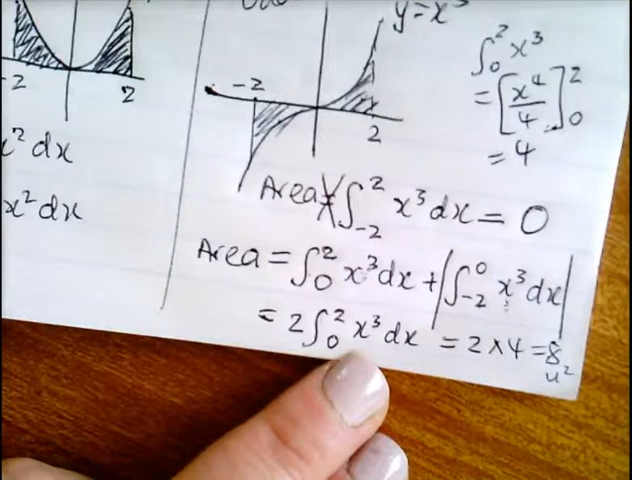 -2
2
x² dx
x² dx
y=x³
-2
2
∫₀² x³
= [x⁴/4]₀²
= 4
Area ≠ ∫₋₂² x³ dx = 0
Area = ∫₀² x³ dx + |∫₋₂⁰ x³ dx|
= 2∫₀² x³ dx = 2 × 4 = 8 u²